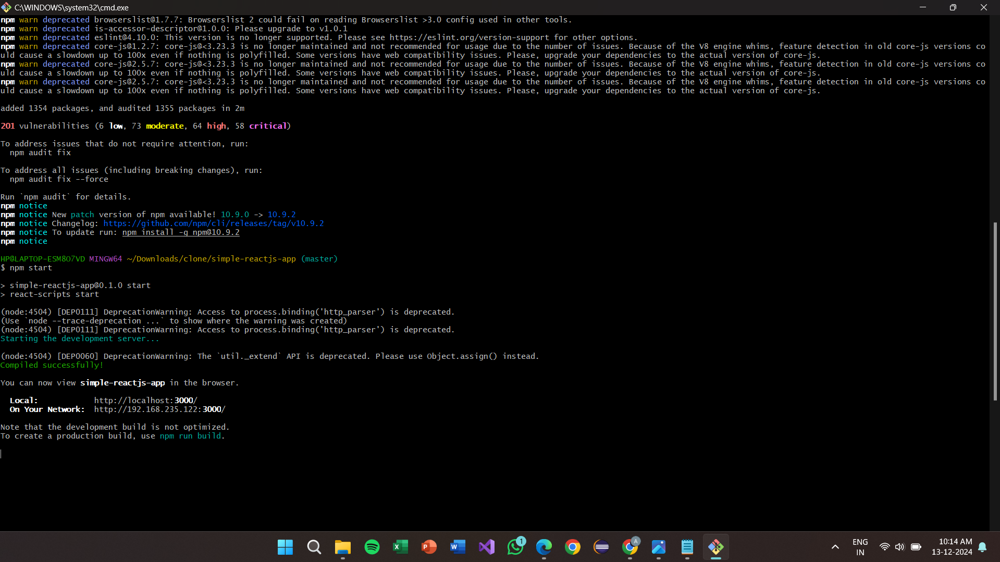 C:\WINDOWS\system32\cmd.exe
npm warn deprecated browserslist@1.7.7: Browserslist 2 could fail on reading Browserslist >3.0 config used in other tools.
npm warn deprecated is-accessor-descriptor@1.0.0: Please upgrade to v1.0.1
npm warn deprecated eslint@4.10.0: This version is no longer supported. Please see https://eslint.org/version-support for other options.
npm warn deprecated core-js@1.2.7: core-js@<3.23.3 is no longer maintained and not recommended for usage due to the number of issues. Because of the V8 engine whims, feature detection in old core-js versions co
uld cause a slowdown up to 100x even if nothing is polyfilled. Some versions have web compatibility issues. Please, upgrade your dependencies to the actual version of core-js.
npm warn deprecated core-js@2.5.7: core-js@<3.23.3 is no longer maintained and not recommended for usage due to the number of issues. Because of the V8 engine whims, feature detection in old core-js versions co
uld cause a slowdown up to 100x even if nothing is polyfilled. Some versions have web compatibility issues. Please, upgrade your dependencies to the actual version of core-js.
npm warn deprecated core-js@2.5.7: core-js@<3.23.3 is no longer maintained and not recommended for usage due to the number of issues. Because of the V8 engine whims, feature detection in old core-js versions co
uld cause a slowdown up to 100x even if nothing is polyfilled. Some versions have web compatibility issues. Please, upgrade your dependencies to the actual version of core-js.
added 1354 packages, and audited 1355 packages in 2m
201 vulnerabilities (6 low, 73 moderate, 64 high, 58 critical)
To address issues that do not require attention, run:
npm audit fix
To address all issues (including breaking changes), run:
npm audit fix --force
Run `npm audit` for details.
npm notice
npm notice New patch version of npm available! 10.9.0 -> 10.9.2
npm notice Changelog: https://github.com/npm/cli/releases/tag/v10.9.2
npm notice To update run: npm install -g npm@10.9.2
npm notice
HP@LAPTOP-ESM8O7VD MINGW64 ~/Downloads/clone/simple-reactjs-app (master)
$ npm start
> simple-reactjs-app@0.1.0 start
> react-scripts start
(node:4504) [DEP0111] DeprecationWarning: Access to process.binding('http_parser') is deprecated.
(Use `node --trace-deprecation ...` to show where the warning was created)
(node:4504) [DEP0111] DeprecationWarning: Access to process.binding('http_parser') is deprecated.
Starting the development server...
(node:4504) [DEP0060] DeprecationWarning: The `util._extend` API is deprecated. Please use Object.assign() instead.
Compiled successfully!
You can now view simple-reactjs-app in the browser.
Local: http://localhost:3000/
On Your Network: http://192.168.235.122:3000/
Note that the development build is not optimized.
To create a production build, use npm run build.
1
A
ENG
IN
10:14 AM
13-12-2024